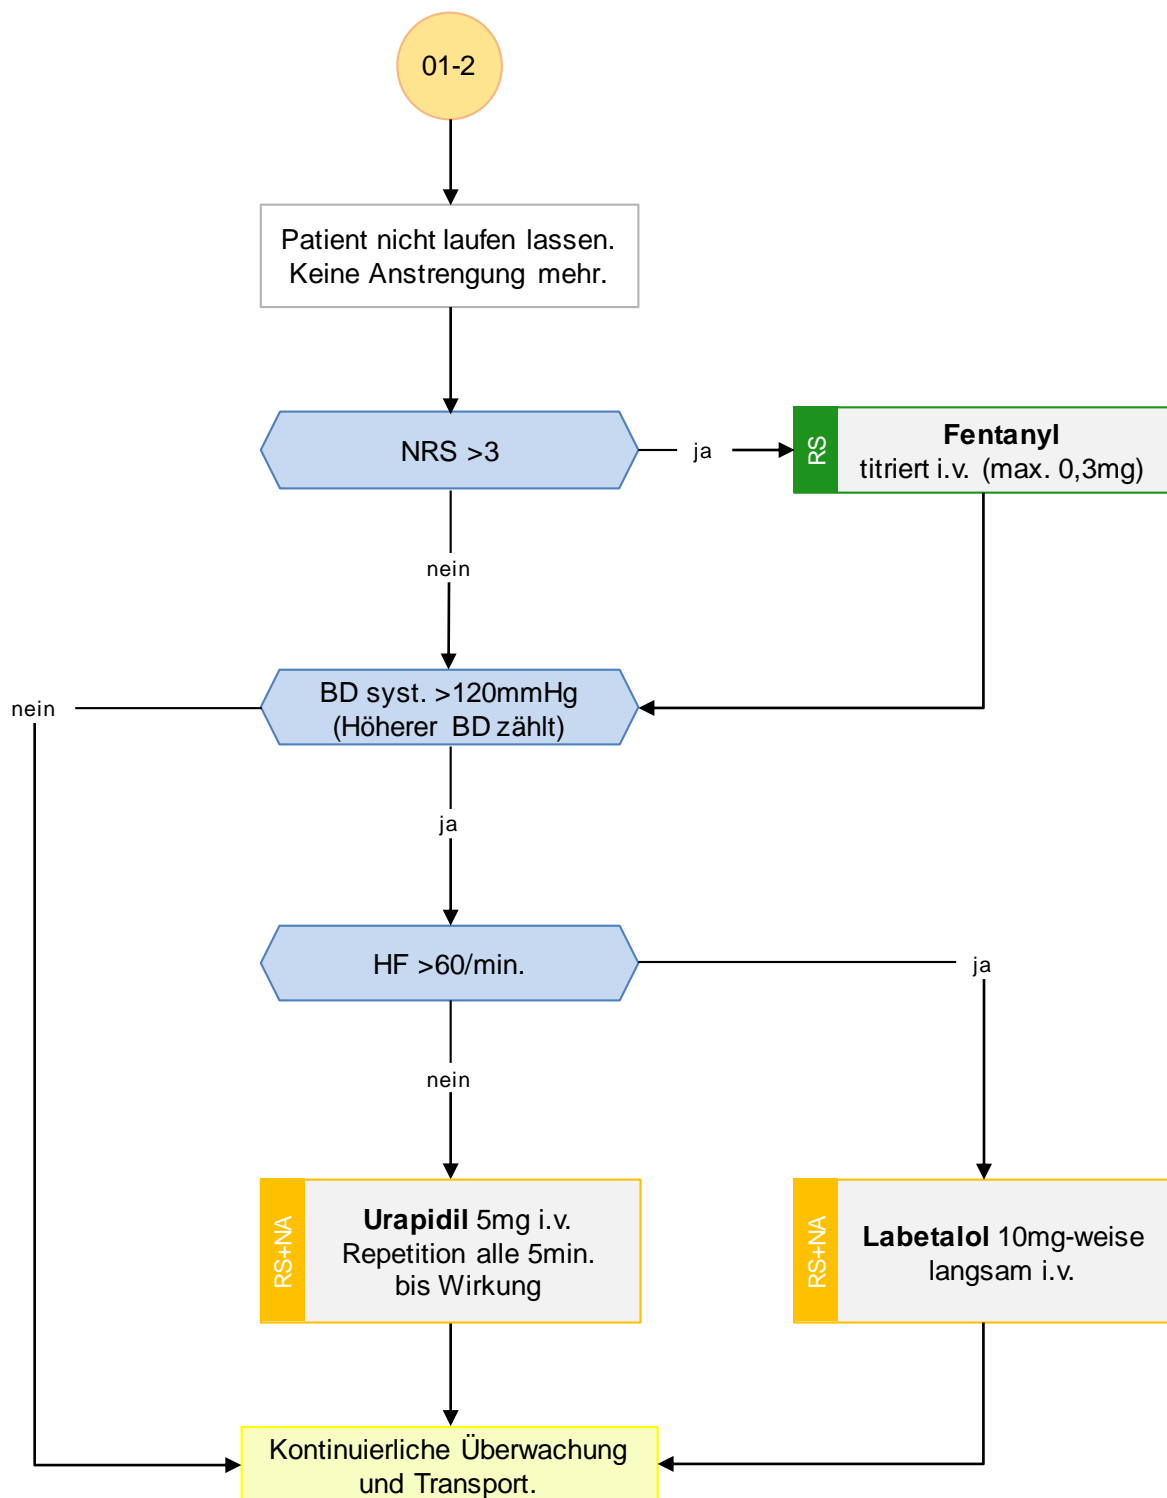 01-2
Patient nicht laufen lassen.
Keine Anstrengung mehr.
NRS >3
ja
RS
Fentanyl
titriert i.v. (max. 0,3mg)
nein
BD syst. >120mmHg
(Höherer BD zählt)
nein
ja
HF >60/min.
ja
nein
RS+NA
Urapidil 5mg i.v.
Repetition alle 5min.
bis Wirkung
RS+NA
Labetalol 10mg-weise
langsam i.v.
Kontinuierliche Überwachung
und Transport.